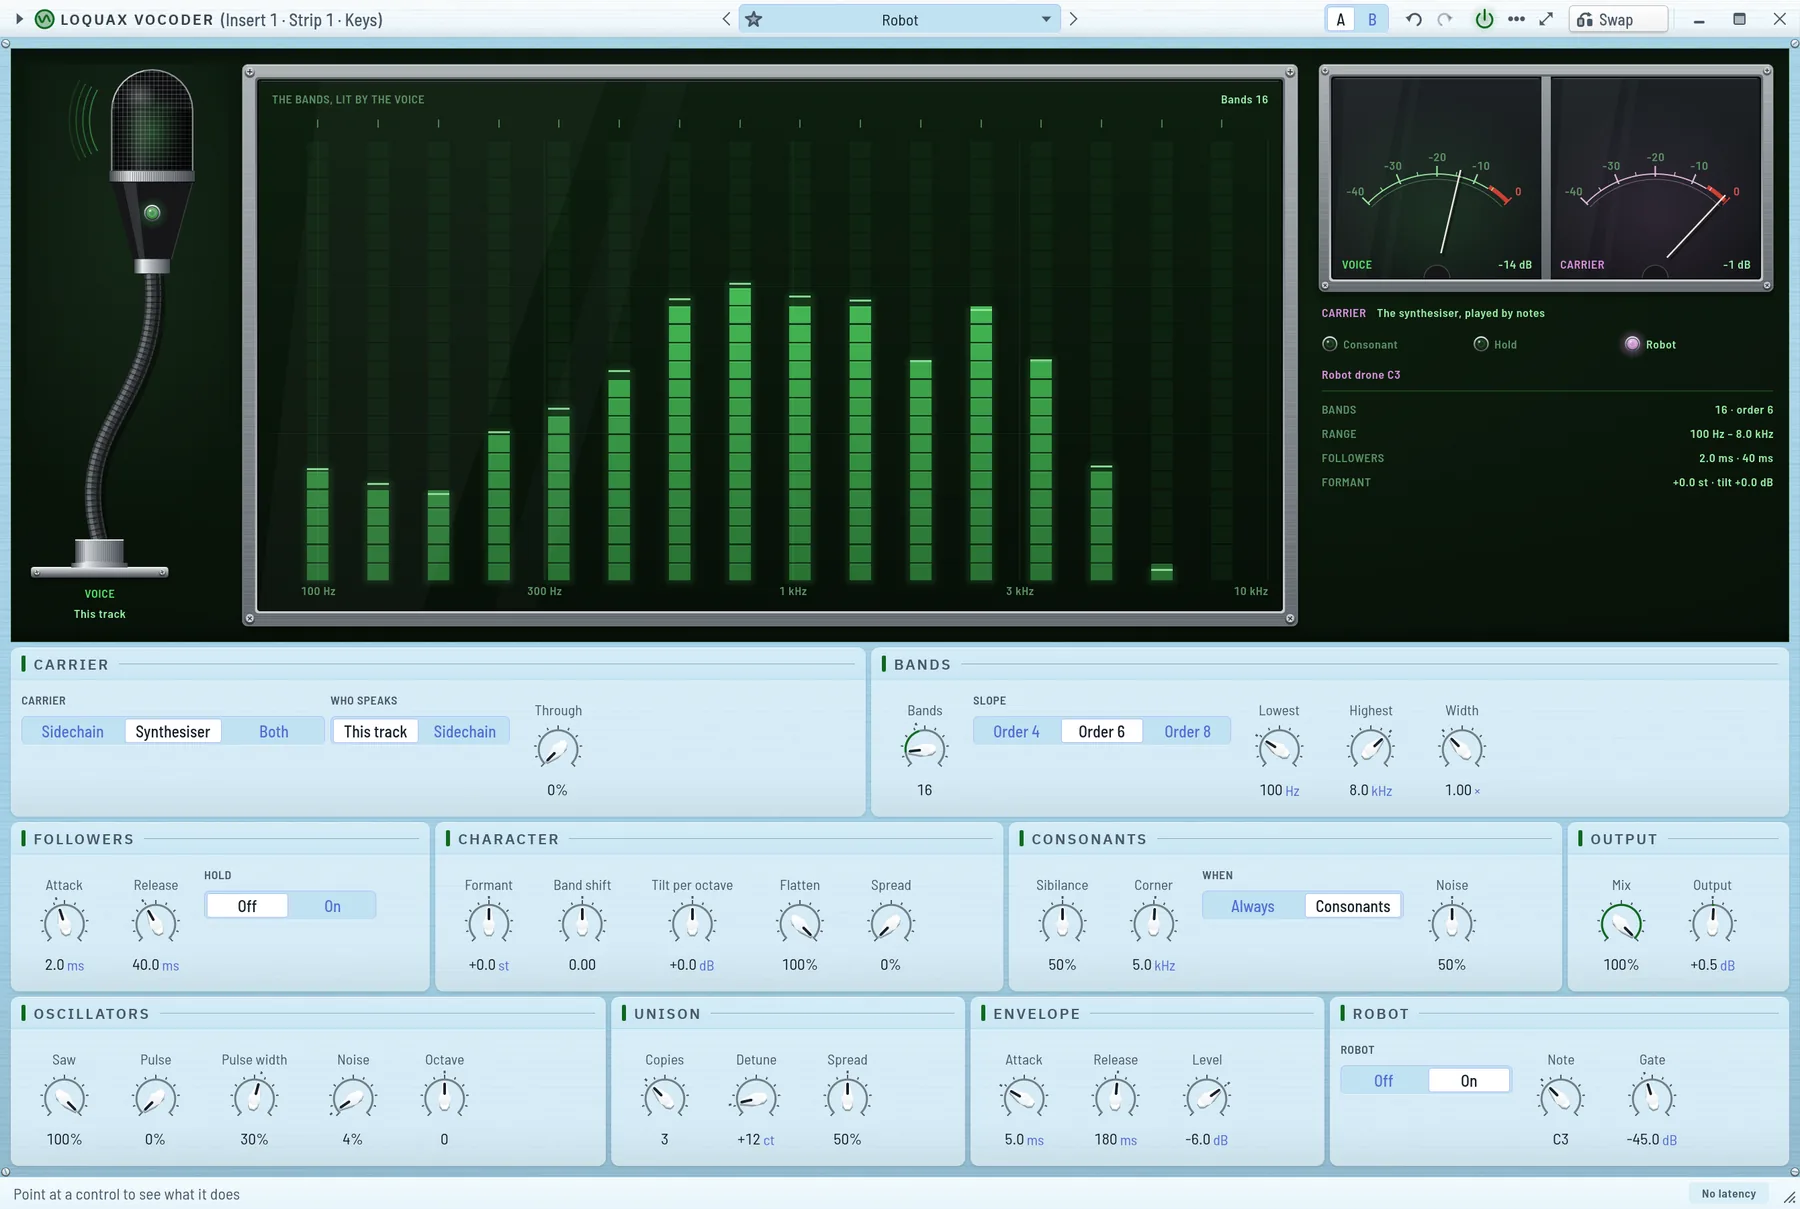 LOQUAX VOCODER (Insert 1 · Strip 1 · Keys)
Robot
A B
Swap
THE BANDS, LIT BY THE VOICE
Bands 16
100 Hz 300 Hz 1 kHz 3 kHz 10 kHz
VOICE
This track
-40 -30 -20 -10 0
VOICE -14 dB
-40 -30 -20 -10 0
CARRIER -1 dB
CARRIER The synthesiser, played by notes
Consonant Hold Robot
Robot drone C3
BANDS 16 · order 6
RANGE 100 Hz – 8.0 kHz
FOLLOWERS 2.0 ms · 40 ms
FORMANT +0.0 st · tilt +0.0 dB
CARRIER
CARRIER
Sidechain Synthesiser Both
WHO SPEAKS
This track Sidechain
Through
0%
BANDS
Bands
16
SLOPE
Order 4 Order 6 Order 8
Lowest
100 Hz
Highest
8.0 kHz
Width
1.00 ×
FOLLOWERS
Attack
2.0 ms
Release
40.0 ms
HOLD
Off On
CHARACTER
Formant
+0.0 st
Band shift
0.00
Tilt per octave
+0.0 dB
Flatten
100%
Spread
0%
CONSONANTS
Sibilance
50%
Corner
5.0 kHz
WHEN
Always Consonants
Noise
50%
OUTPUT
Mix
100%
Output
+0.5 dB
OSCILLATORS
Saw
100%
Pulse
0%
Pulse width
30%
Noise
4%
Octave
0
UNISON
Copies
3
Detune
+12 ct
Spread
50%
ENVELOPE
Attack
5.0 ms
Release
180 ms
Level
-6.0 dB
ROBOT
ROBOT
Off On
Note
C3
Gate
-45.0 dB
Point at a control to see what it does
No latency